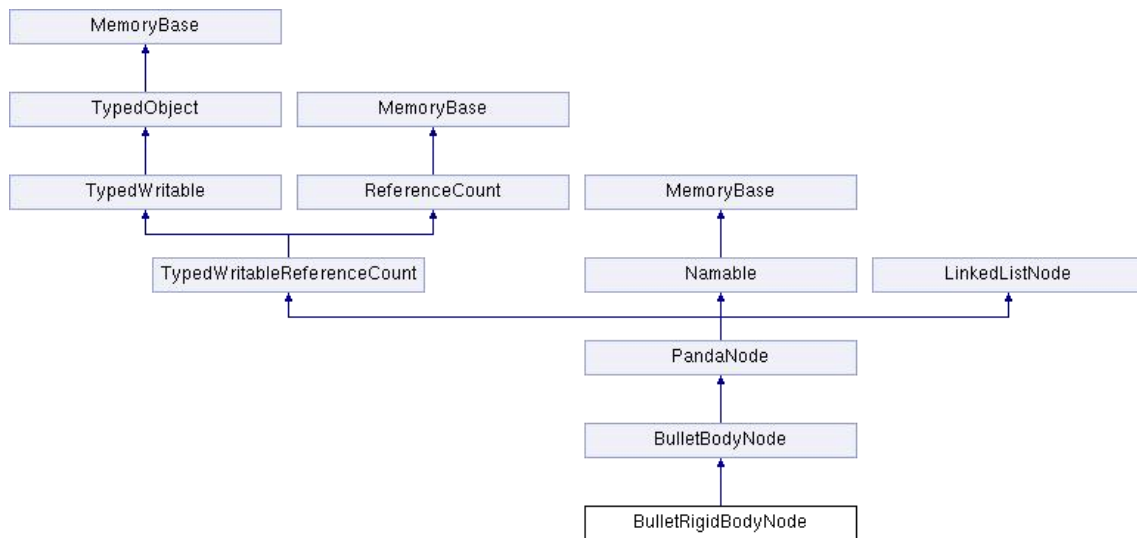 MemoryBase
TypedObject
MemoryBase
TypedWritable
ReferenceCount
MemoryBase
TypedWritableReferenceCount
Namable
LinkedListNode
PandaNode
BulletBodyNode
BulletRigidBodyNode